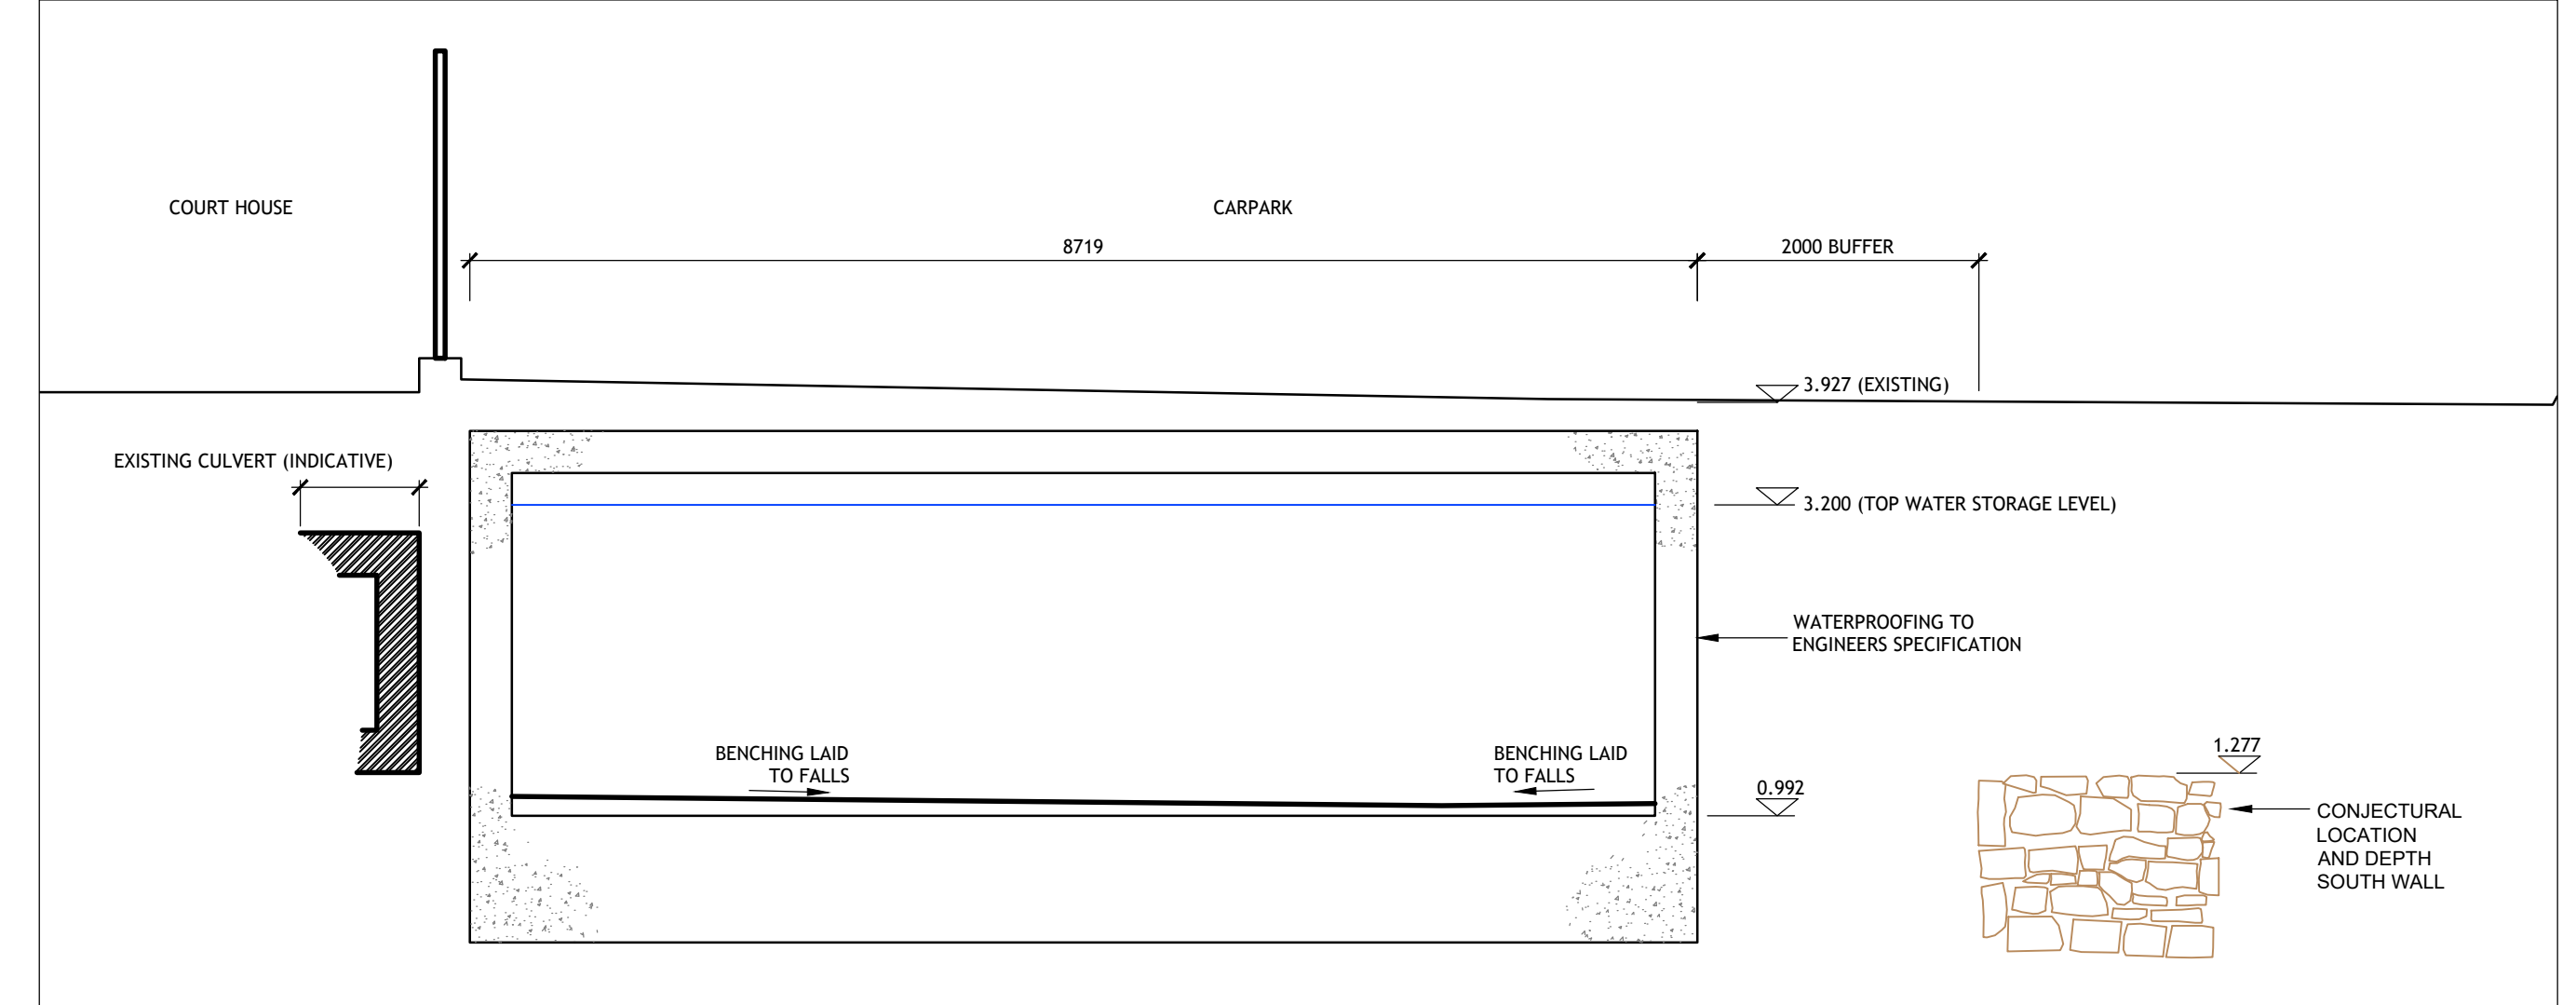 COURT HOUSE
CARPARK
8719
2000 BUFFER
3.927 (EXISTING)
EXISTING CULVERT (INDICATIVE)
3.200 (TOP WATER STORAGE LEVEL)
WATERPROOFING TO
ENGINEERS SPECIFICATION
BENCHING LAID
TO FALLS
BENCHING LAID
TO FALLS
0.992
1.277
CONJECTURAL
LOCATION
AND DEPTH
SOUTH WALL